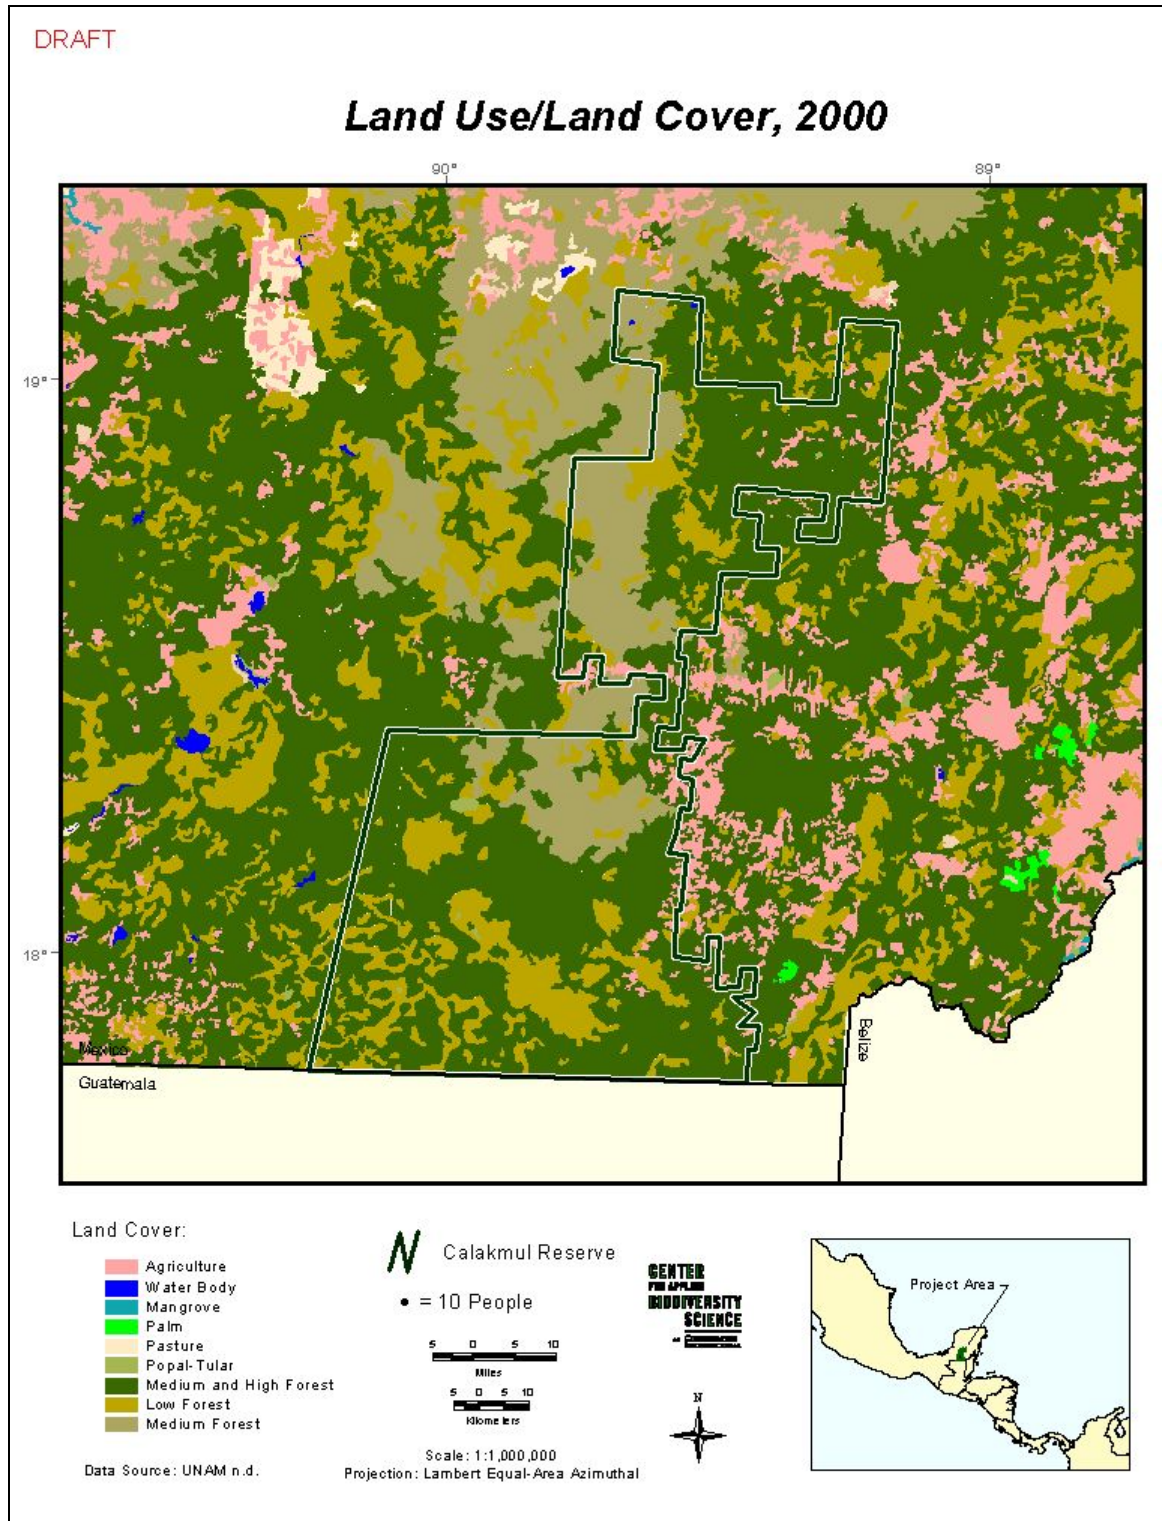 DRAFT
Land Use/Land Cover, 2000
90°
89°
19°
18°
Mexico
Guatemala
Belize
Land Cover:
Agriculture
Water Body
Mangrove
Palm
Pasture
Popal-Tular
Medium and High Forest
Low Forest
Medium Forest
Data Source: UNAM n.d.
Calakmul Reserve
• = 10 People
5 0 5 10
Miles
5 0 5 10
Kilometers
Scale: 1:1,000,000
Projection: Lambert Equal-Area Azimuthal
CENTER
FOR APPLIED
BIODIVERSITY
SCIENCE
N
Project Area